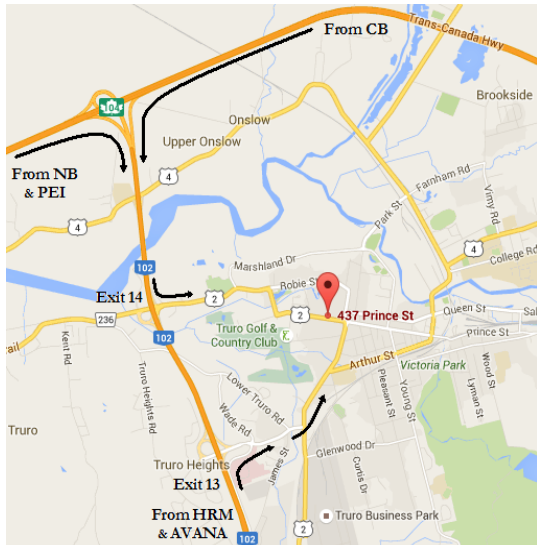 From CB
Trans-Canada Hwy
104
Brookside
Onslow
Upper Onslow
4
From NB
& PEI
4
Farnham Rd
Vimy Rd
Park St
4
College Rd
102
Marshland Dr
Exit 14
2
Robie St
437 Prince St
Queen St
Sal
236
2
Prince St
102
Truro Golf &
Country Club
Arthur St
Victoria Park
rail
Kent Rd
Truro Heights Rd
Lower Truro Rd
Pleasant St
Young St
Wood St
Lyman St
Wade Rd
Truro
Glenwood Dr
Truro Heights
James St
Curtis Dr
Exit 13
From HRM
& AVANA
2
Truro Business Park
102